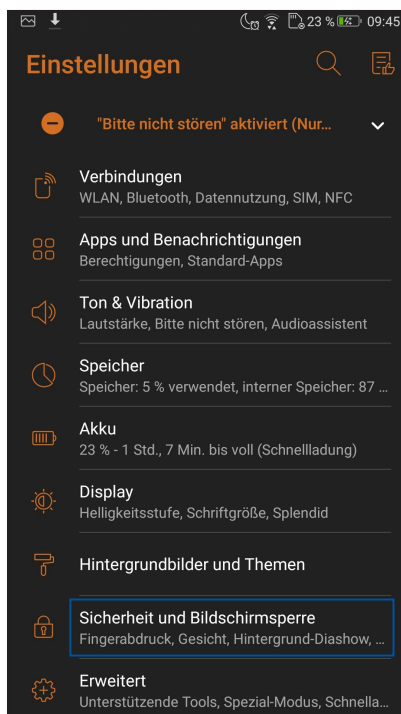 23 % 09:45
Einstellungen
"Bitte nicht stören" aktiviert (Nur...
Verbindungen
WLAN, Bluetooth, Datennutzung, SIM, NFC
Apps und Benachrichtigungen
Berechtigungen, Standard-Apps
Ton & Vibration
Lautstärke, Bitte nicht stören, Audioassistent
Speicher
Speicher: 5 % verwendet, interner Speicher: 87 ...
Akku
23 % - 1 Std., 7 Min. bis voll (Schnellladung)
Display
Helligkeitsstufe, Schriftgröße, Splendid
Hintergrundbilder und Themen
Sicherheit und Bildschirmsperre
Fingerabdruck, Gesicht, Hintergrund-Diashow, ...
Erweitert
Unterstützende Tools, Spezial-Modus, Schnella...